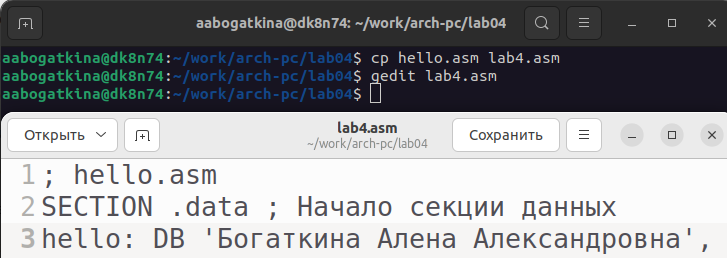 aabogatkina@dk8n74:~/work/arch-pc/lab04
aabogatkina@dk8n74:~/work/arch-pc/lab04$ cp hello.asm lab4.asm
aabogatkina@dk8n74:~/work/arch-pc/lab04$ gedit lab4.asm
aabogatkina@dk8n74:~/work/arch-pc/lab04$
Открыть
lab4.asm
~/work/arch-pc/lab04
Сохранить
1 ; hello.asm
2 SECTION .data ; Начало секции данных
3 hello: DB 'Богаткина Алена Александровна',